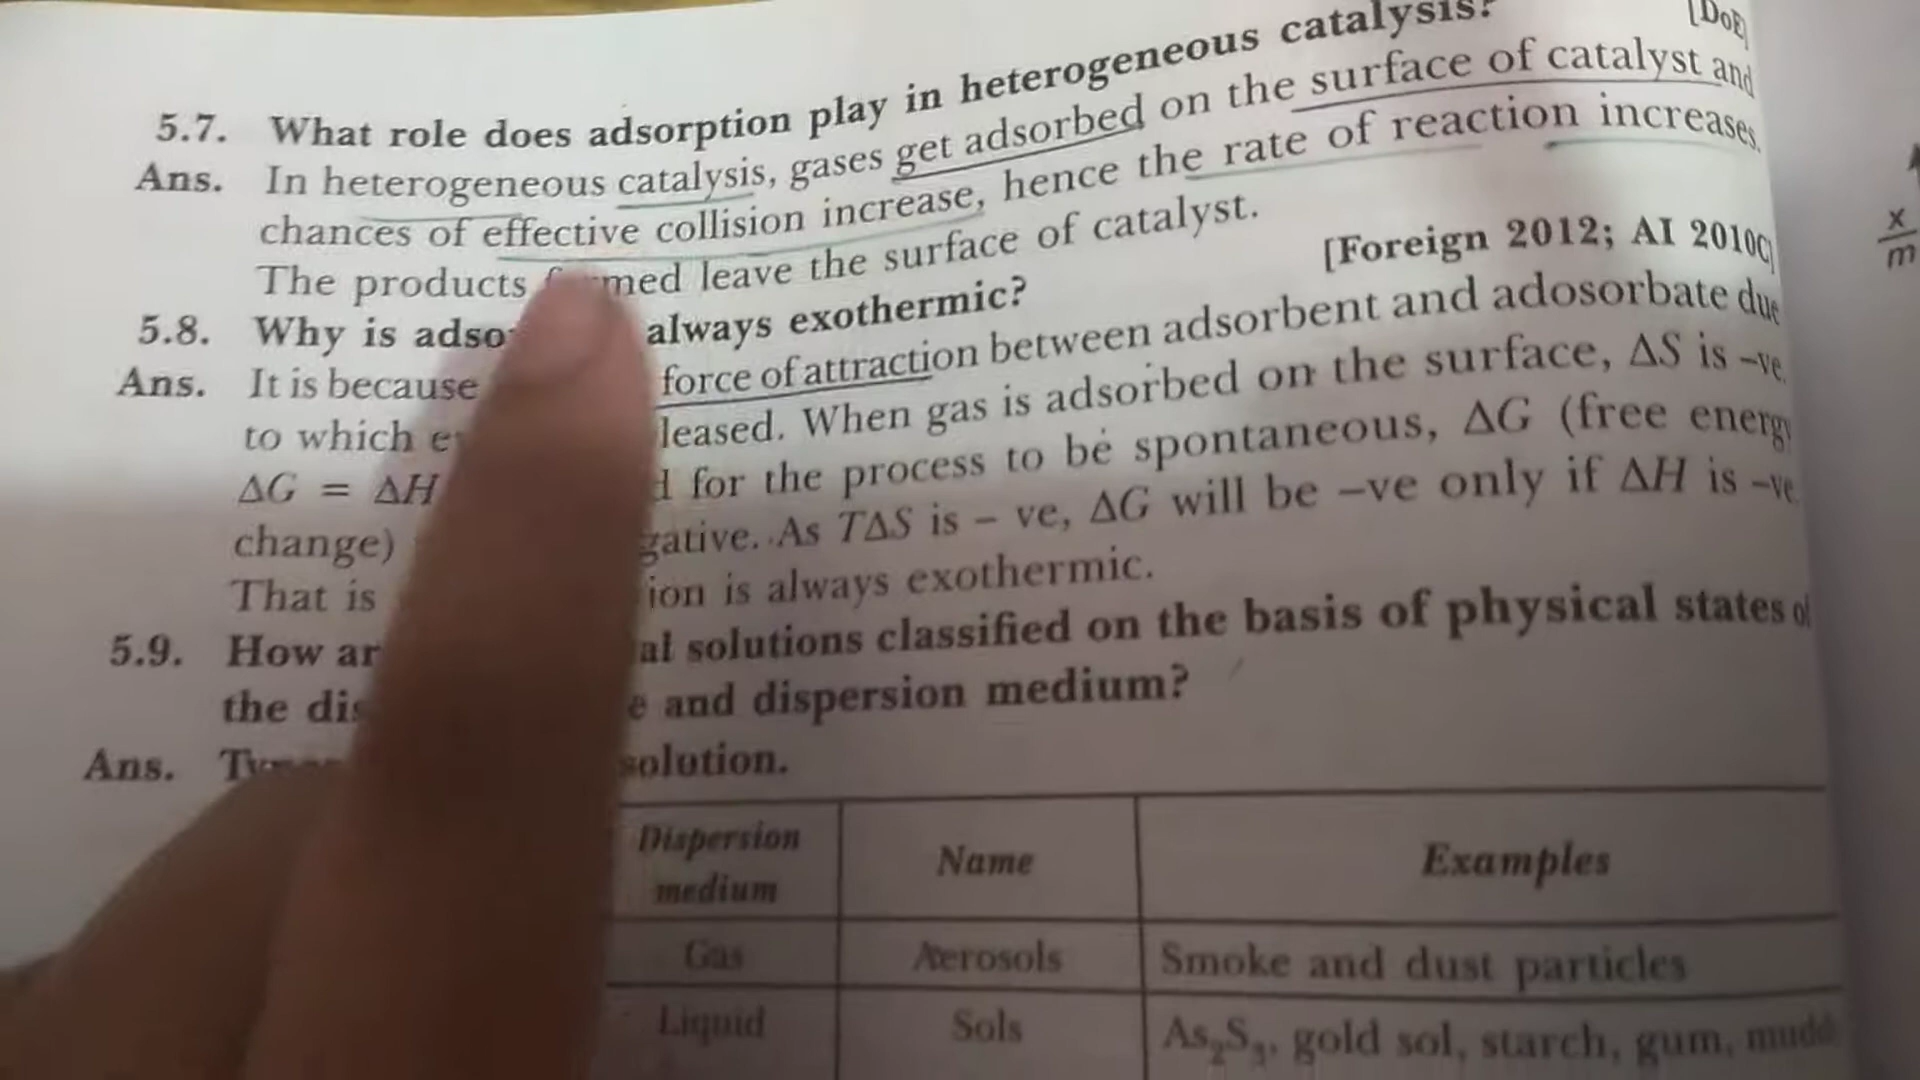 5.7. What role does adsorption play in heterogeneous catalysis? [DoE]
Ans. In heterogeneous catalysis, gases get adsorbed on the surface of catalyst and
chances of effective collision increase, hence the rate of reaction increases.
The products formed leave the surface of catalyst.
[Foreign 2012; AI 2010C]
5.8. Why is adso always exothermic?
Ans. It is because force of attraction between adsorbent and adosorbate due
to which e leased. When gas is adsorbed on the surface, ΔS is –ve.
ΔG = ΔH for the process to be spontaneous, ΔG (free energy
change) gative. As TΔS is – ve, ΔG will be –ve only if ΔH is –ve
That is ion is always exothermic.
5.9. How ar al solutions classified on the basis of physical states of
the dis e and dispersion medium?
Ans. solution.
Dispersion medium Name Examples
Gas Aerosols Smoke and dust particles
Liquid Sols As₂S₃, gold sol, starch, gum, mud
x
m